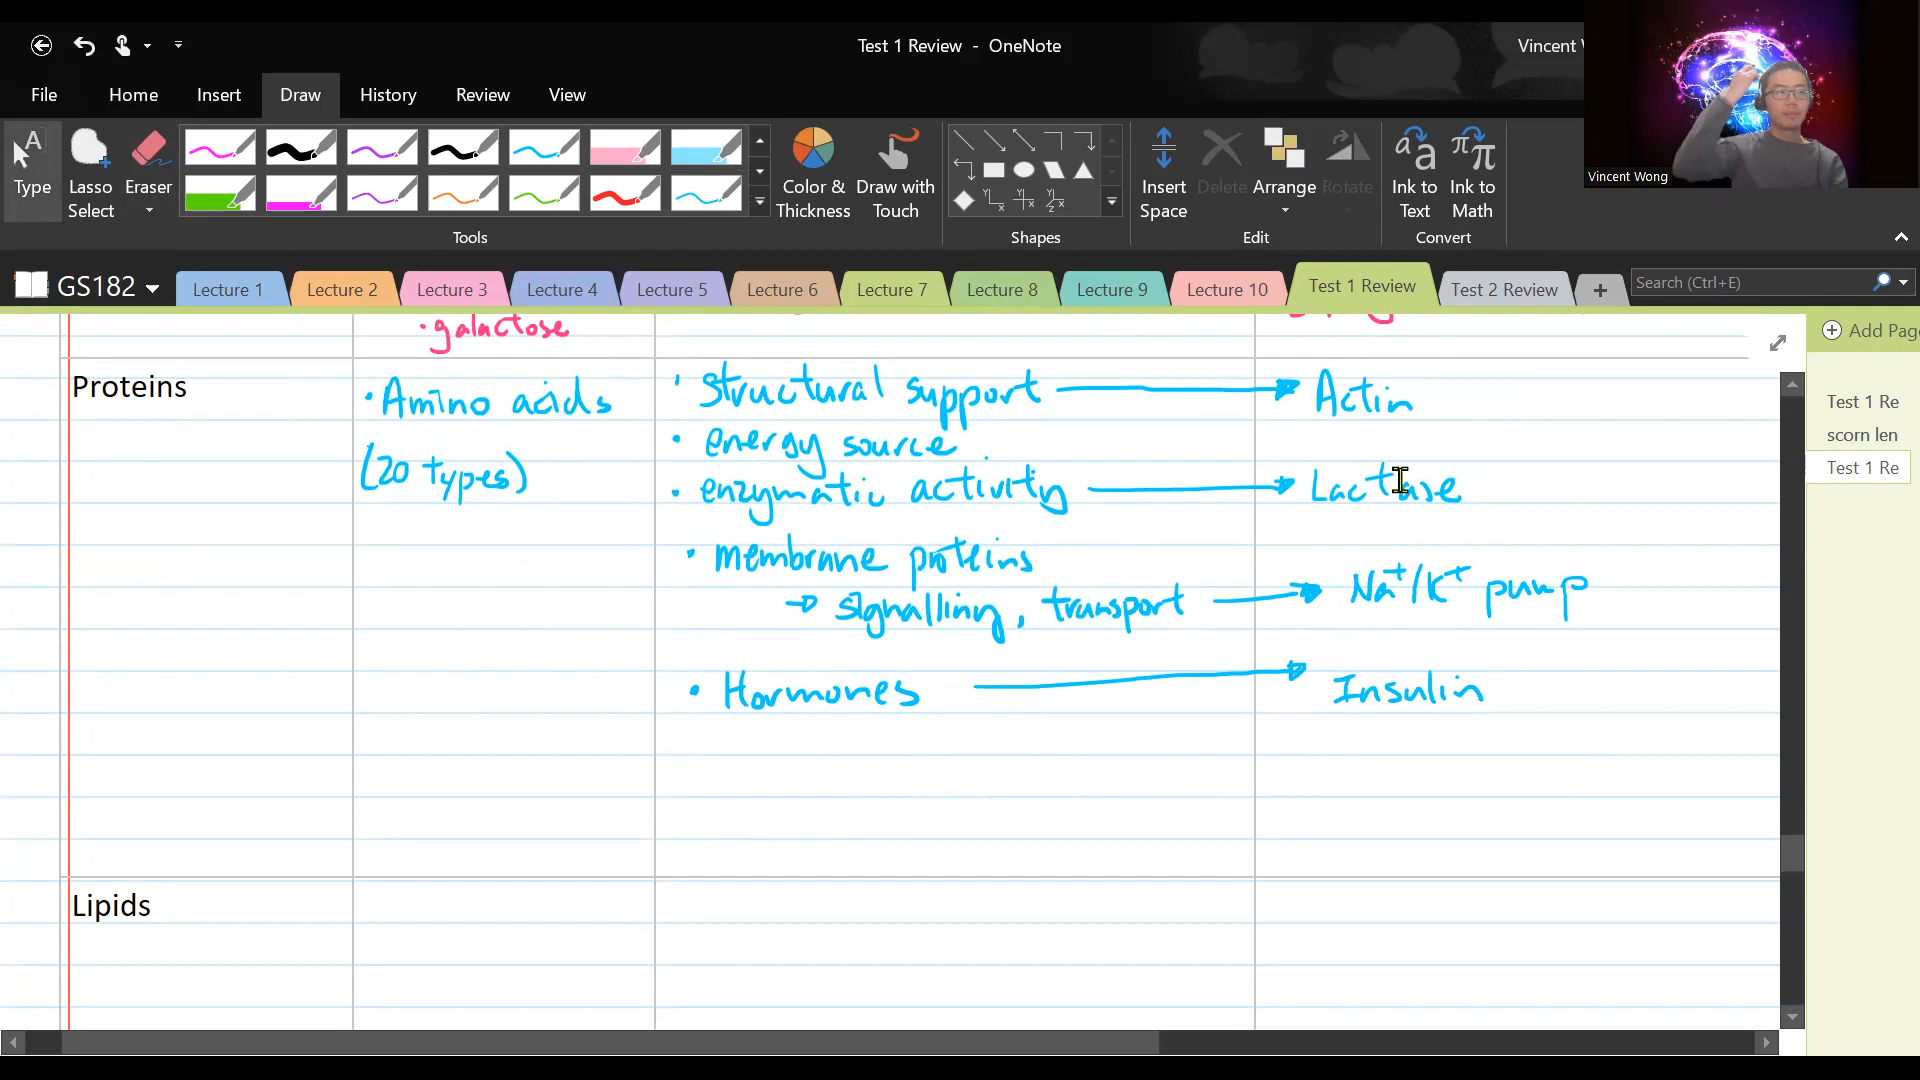 Test 1 Review - OneNote
Vincent W
File
Home
Insert
Draw
History
Review
View
Type
Lasso Select
Eraser
Color & Thickness
Draw with Touch
Insert Space
Delete
Arrange
Rotate
Ink to Text
Ink to Math
Tools
Shapes
Edit
Convert
Vincent Wong
GS182
Lecture 1
Lecture 2
Lecture 3
Lecture 4
Lecture 5
Lecture 6
Lecture 7
Lecture 8
Lecture 9
Lecture 10
Test 1 Review
Test 2 Review
Search (Ctrl+E)
Add Pag
Test 1 Re
scorn len
Test 1 Re
• galactose
Proteins
• Amino acids
(20 types)
• Structural support → Actin
• energy source
• enzymatic activity → Lactase
• membrane proteins
→ signalling, transport → Na+/K+ pump
• Hormones → Insulin
Lipids